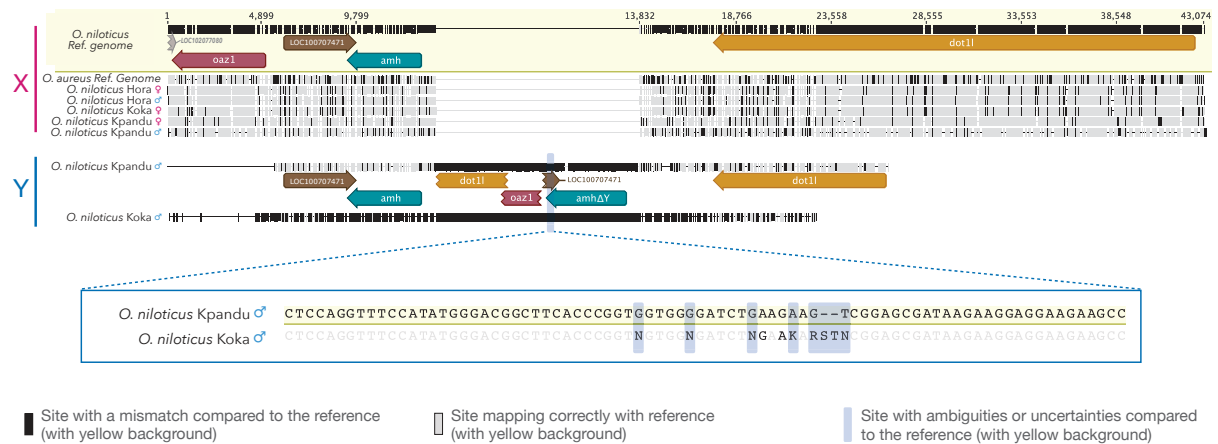 1 4,899 9,799 13,832 18,766 23,558 28,555 33,553 38,548 43,074
O. niloticus
Ref. genome
LOC102077080 LOC100707471 dot1l
oaz1 amh
X
O. aureus Ref. Genome
O. niloticus Hora ♀
O. niloticus Hora ♂
O. niloticus Koka ♀
O. niloticus Kpandu ♀
O. niloticus Kpandu ♂
Y
O. niloticus Kpandu ♂
LOC100707471 dot1l LOC100707471 dot1l
amh oaz1 amhΔY
O. niloticus Koka ♂
O. niloticus Kpandu ♂ CTCCAGGTTTCCATATGGGACGGCTTCACCCGGTGGTGGGGATCTGAAGAAG--TCGGAGCGATAAGAAGGAGGAAGAAGCC
O. niloticus Koka ♂ CTCCAGGTTTCCATATGGGACGGCTTCACCCGGTNGTGGNGATCTNGAAKARSTNCGGAGCGATAAGAAGGAGGAAGAAGCC
Site with a mismatch compared to the reference
(with yellow background)
Site mapping correctly with reference
(with yellow background)
Site with ambiguities or uncertainties compared
to the reference (with yellow background)